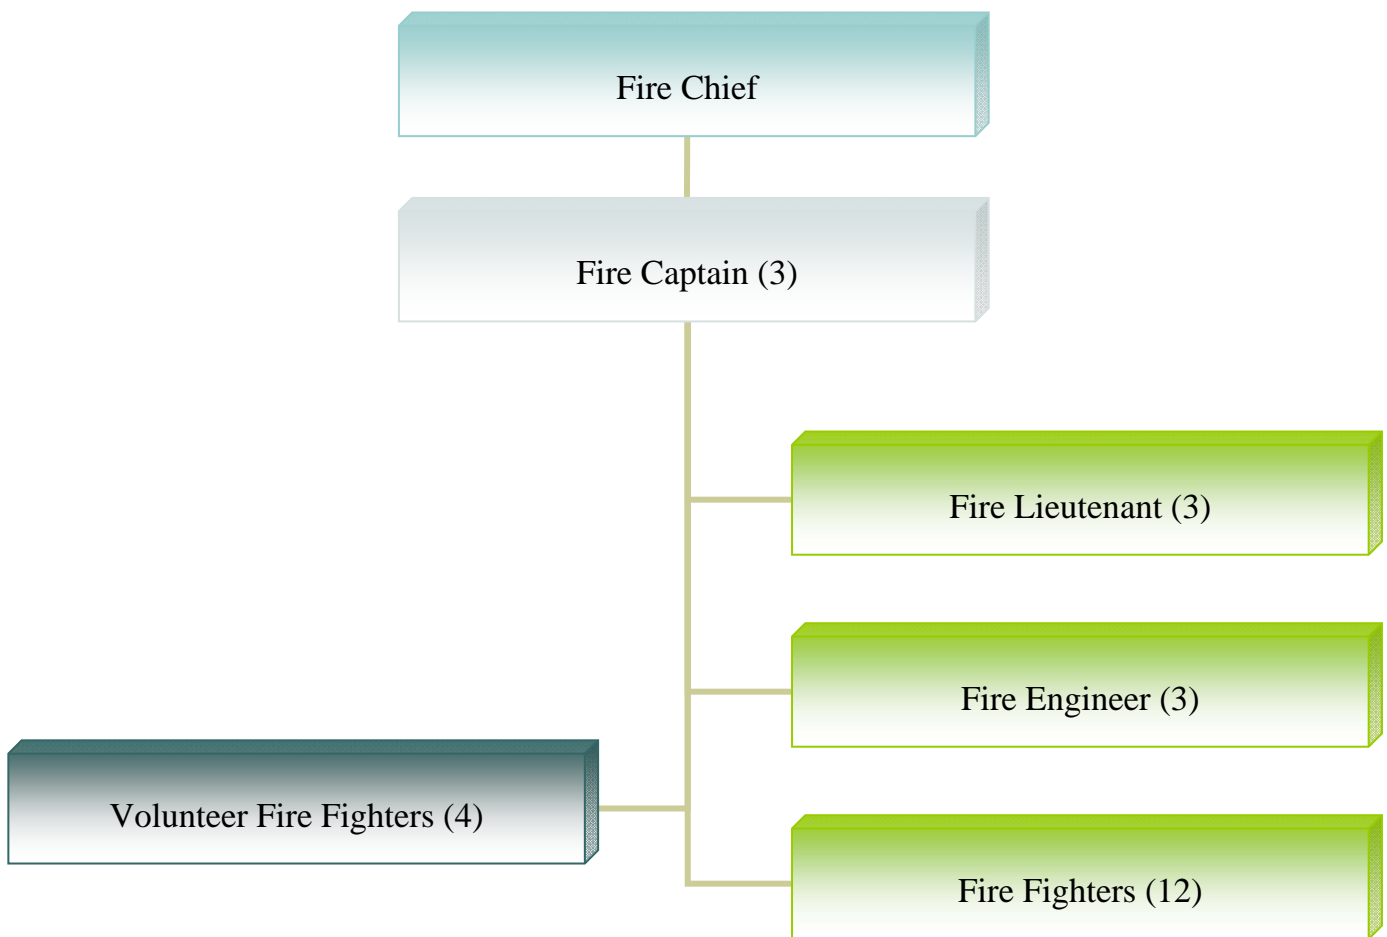 Fire Chief
Fire Captain (3)
Fire Lieutenant (3)
Fire Engineer (3)
Volunteer Fire Fighters (4)
Fire Fighters (12)